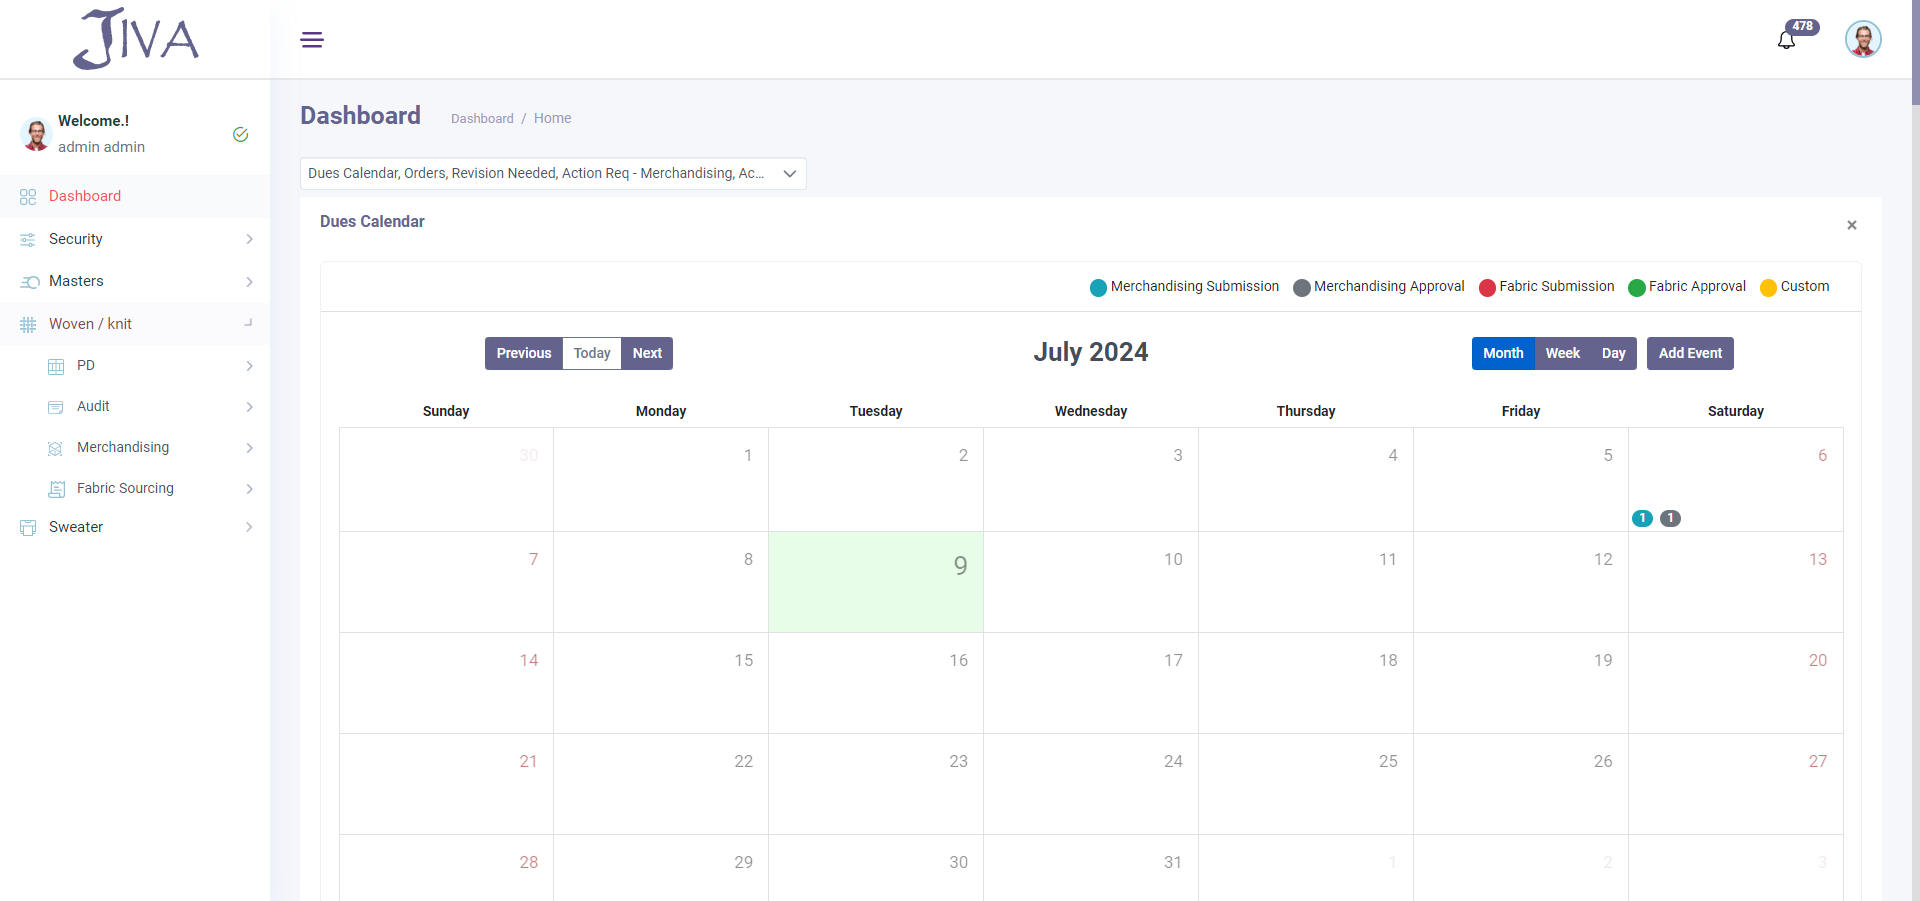 JIVA
478
Welcome.!
admin admin
Dashboard
Security
Masters
Woven / knit
PD
Audit
Merchandising
Fabric Sourcing
Sweater
Dashboard
Dashboard / Home
Dues Calendar, Orders, Revision Needed, Action Req - Merchandising, Ac...
Dues Calendar
×
Merchandising Submission Merchandising Approval Fabric Submission Fabric Approval Custom
Previous Today Next
July 2024
Month Week Day Add Event
Sunday Monday Tuesday Wednesday Thursday Friday Saturday
30 1 2 3 4 5 6
1 1
7 8 9 10 11 12 13
14 15 16 17 18 19 20
21 22 23 24 25 26 27
28 29 30 31 1 2 3